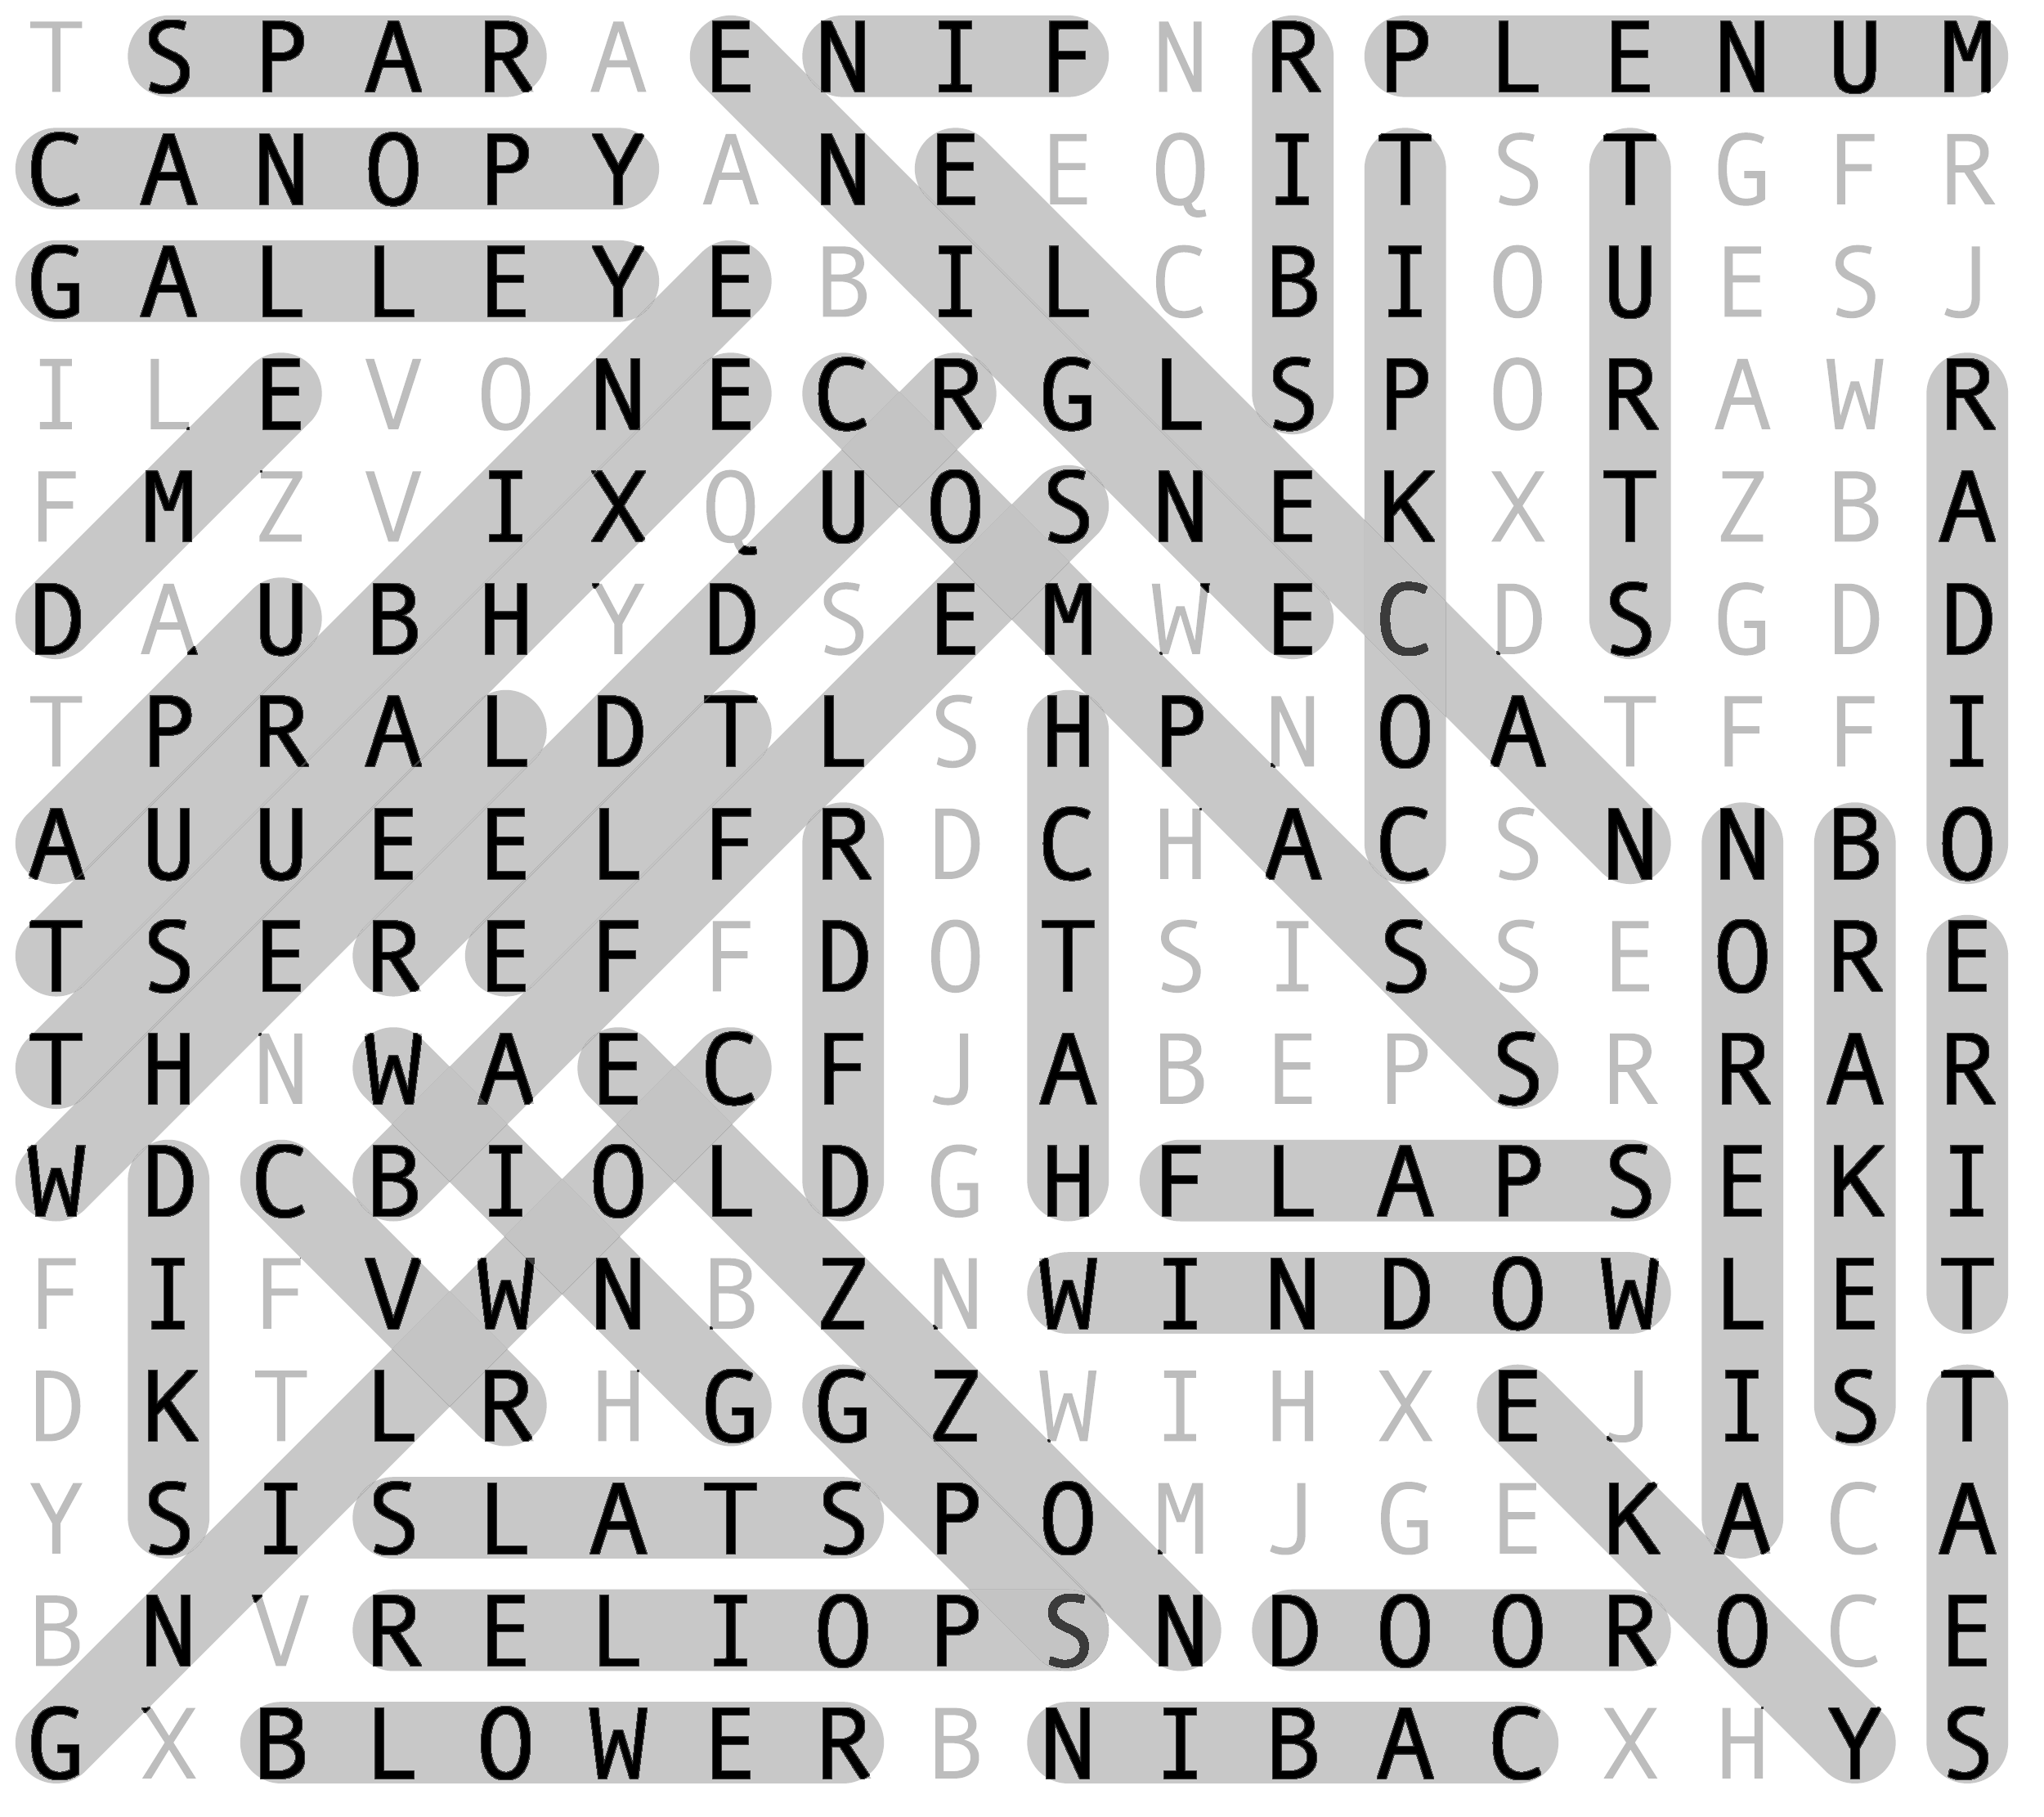 T S P A R A E N I F N R P L E N U M
C A N O P Y A N E E Q I T S T G F R
G A L L E Y E B I L C B I O U E S J
I L E V O N E C R G L S P O R A W R
F M Z V I X Q U O S N E K X T Z B A
D A U B H Y D S E M W E C D S G D D
T P R A L D T L S H P N O A T F F I
A U U E E L F R D C H A C S N N B O
T S E R E F F D O T S I S S E O R E
T H N W A E C F J A B E P S R R A R
W D C B I O L D G H F L A P S E K I
F I F V W N B Z N W I N D O W L E T
D K T L R H G G Z W I H X E J I S T
Y S I S L A T S P O M J G E K A C A
B N V R E L I O P S N D O O R O C E
G X B L O W E R B N I B A C X H Y S